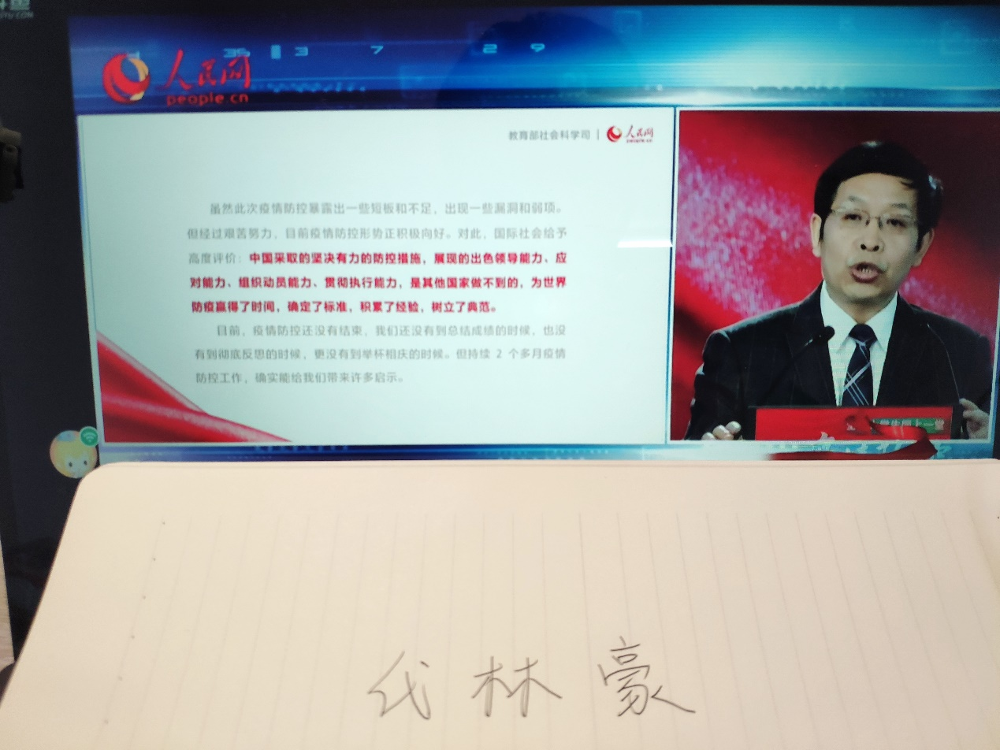 人民网
people.cn
35 3 7 2 9
教育部社会科学司 | 人民网
people.cn
虽然此次疫情防控暴露出一些短板和不足，出现一些漏洞和弱项。
但经过艰苦努力，目前疫情防控形势正积极向好。对此，国际社会给予
高度评价：中国采取的坚决有力的防控措施，展现的出色领导能力、应
对能力、组织动员能力、贯彻执行能力，是其他国家做不到的，为世界
防疫赢得了时间，确定了标准，积累了经验，树立了典范。
目前，疫情防控还没有结束，我们还没有到总结成绩的时候，也没
有到彻底反思的时候，更没有到举杯相庆的时候。但持续 2 个多月疫情
防控工作，确实能给我们带来许多启示。
代林豪